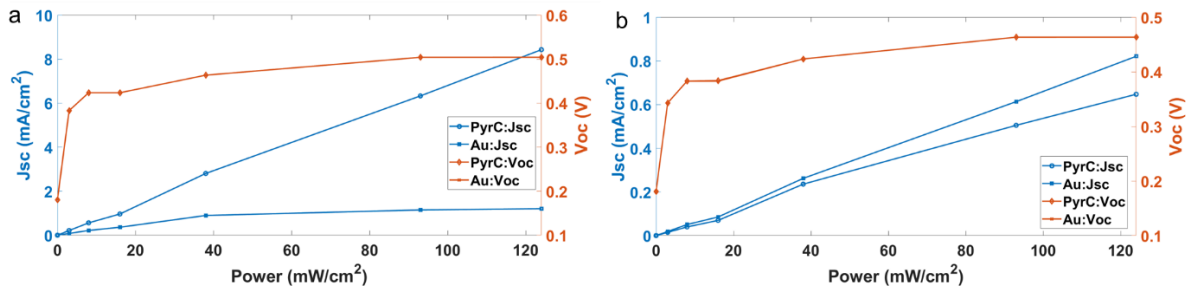 a
10
8
6
4
2
0
Jsc (mA/cm2)
0.6
0.5
0.4
0.3
0.2
0.1
Voc (V)
PyrC:Jsc
Au:Jsc
PyrC:Voc
Au:Voc
0 20 40 60 80 100 120
Power (mW/cm2)
b
1
0.8
0.6
0.4
0.2
0
Jsc (mA/cm2)
0.5
0.4
0.3
0.2
0.1
Voc (V)
PyrC:Jsc
Au:Jsc
PyrC:Voc
Au:Voc
0 20 40 60 80 100 120
Power (mW/cm2)